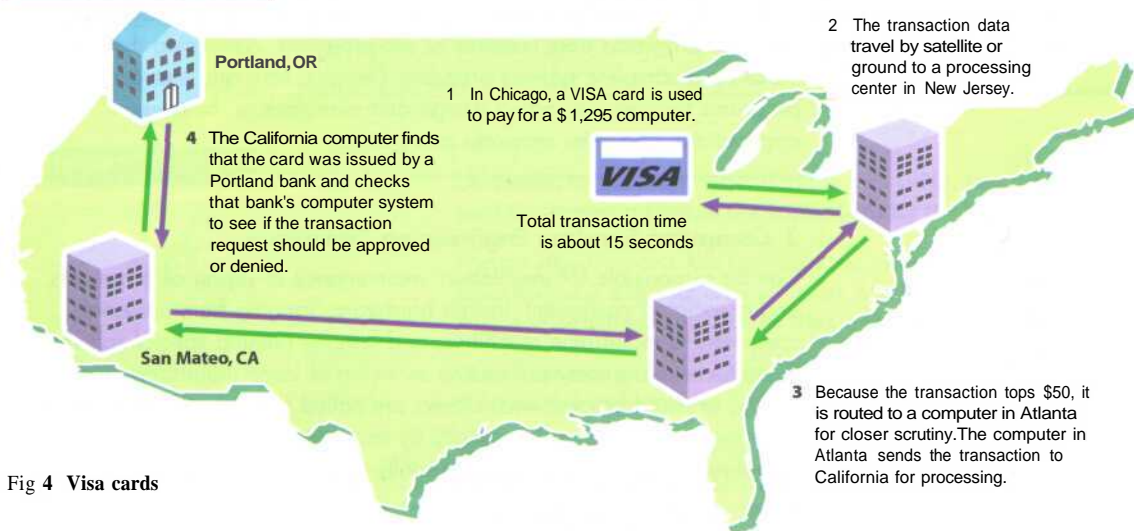 Portland, OR
1 In Chicago, a VISA card is used
to pay for a $1,295 computer.
VISA
Total transaction time
is about 15 seconds
2 The transaction data
travel by satellite or
ground to a processing
center in New Jersey.
3 Because the transaction tops $50, it
is routed to a computer in Atlanta
for closer scrutiny. The computer in
Atlanta sends the transaction to
California for processing.
4 The California computer finds
that the card was issued by a
Portland bank and checks
that bank's computer system
to see if the transaction
request should be approved
or denied.
San Mateo, CA
Fig 4 Visa cards